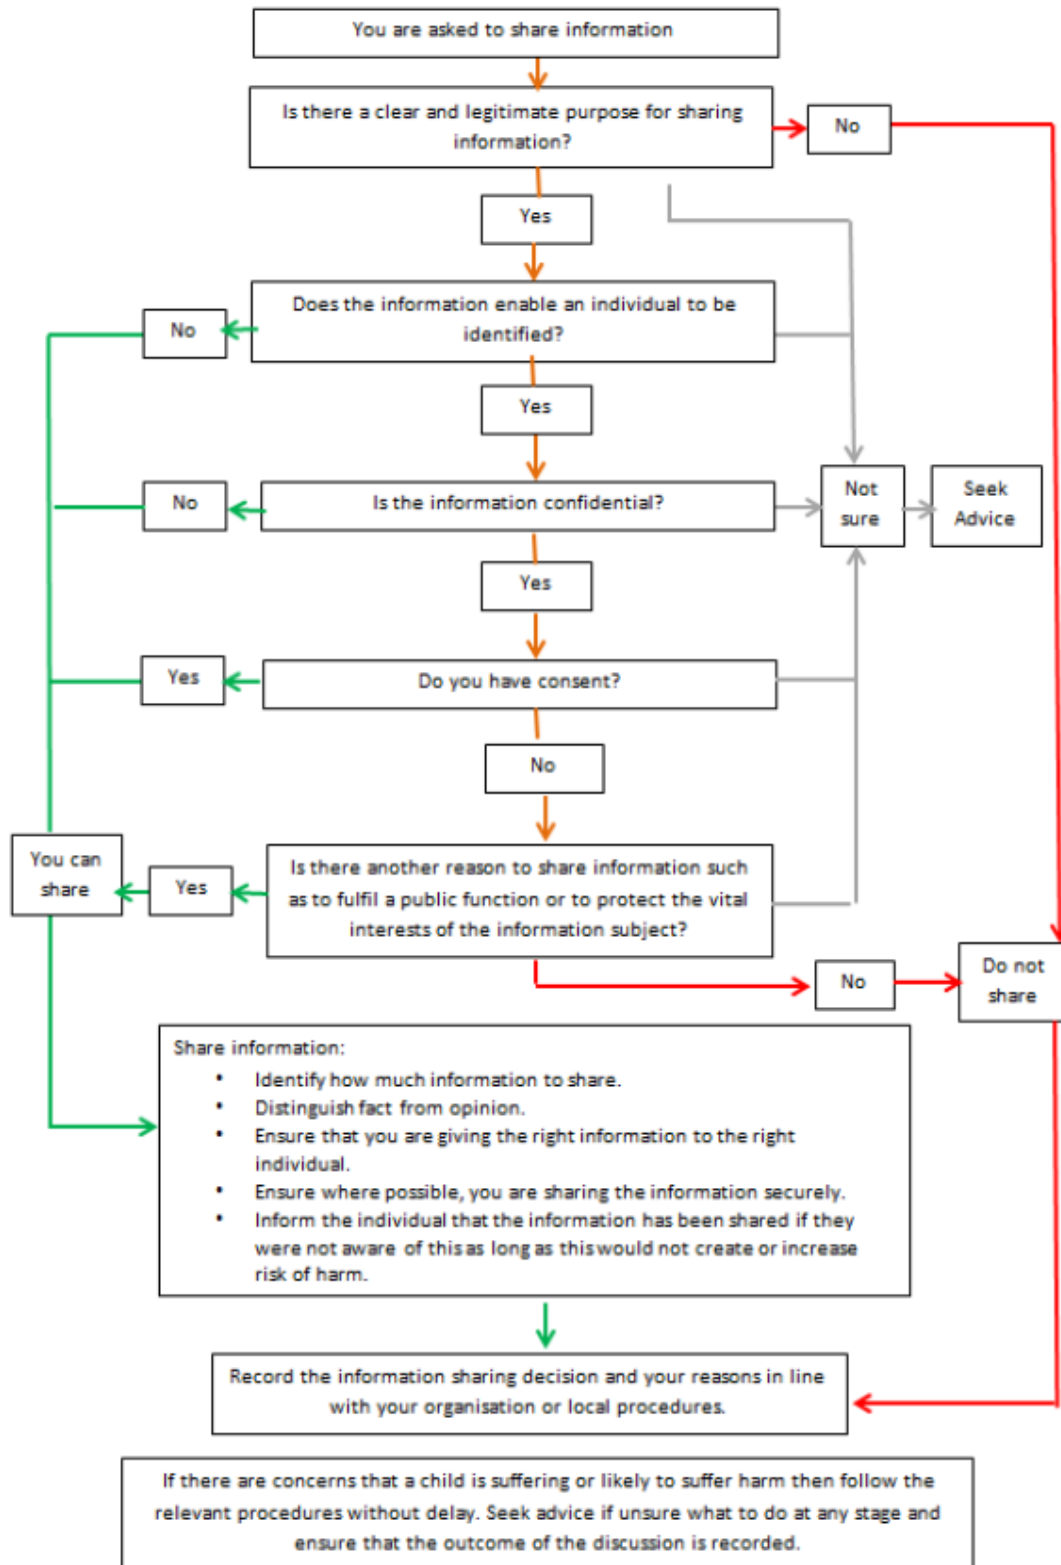 You are asked to share information
Is there a clear and legitimate purpose for sharing
information?
No
Yes
Does the information enable an individual to be
identified?
No
Yes
Is the information confidential?
No
Not
sure
Seek
Advice
Yes
Do you have consent?
Yes
No
Is there another reason to share information such
as to fulfil a public function or to protect the vital
interests of the information subject?
Yes
You can
share
No
Do not
share
Share information:
• Identify how much information to share.
• Distinguish fact from opinion.
• Ensure that you are giving the right information to the right
individual.
• Ensure where possible, you are sharing the information securely.
• Inform the individual that the information has been shared if they
were not aware of this as long as this would not create or increase
risk of harm.
Record the information sharing decision and your reasons in line
with your organisation or local procedures.
If there are concerns that a child is suffering or likely to suffer harm then follow the
relevant procedures without delay. Seek advice if unsure what to do at any stage and
ensure that the outcome of the discussion is recorded.